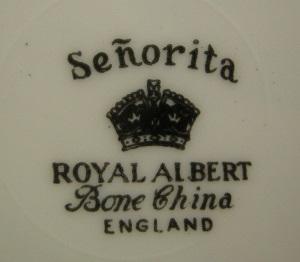 Señorita
ROYAL ALBERT
Bone China
ENGLAND